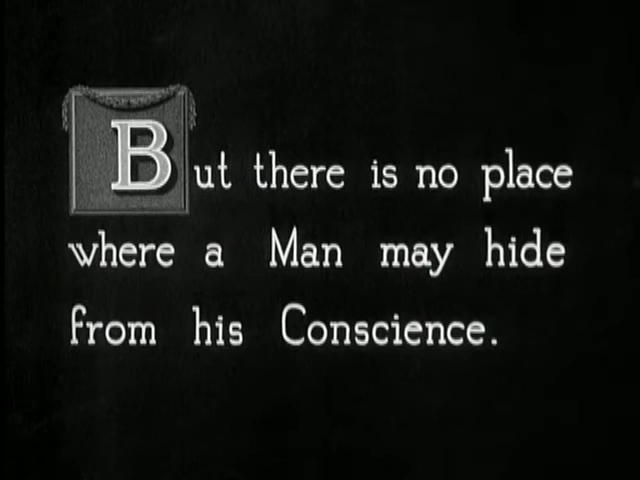 But there is no place
where a Man may hide
from his Conscience.